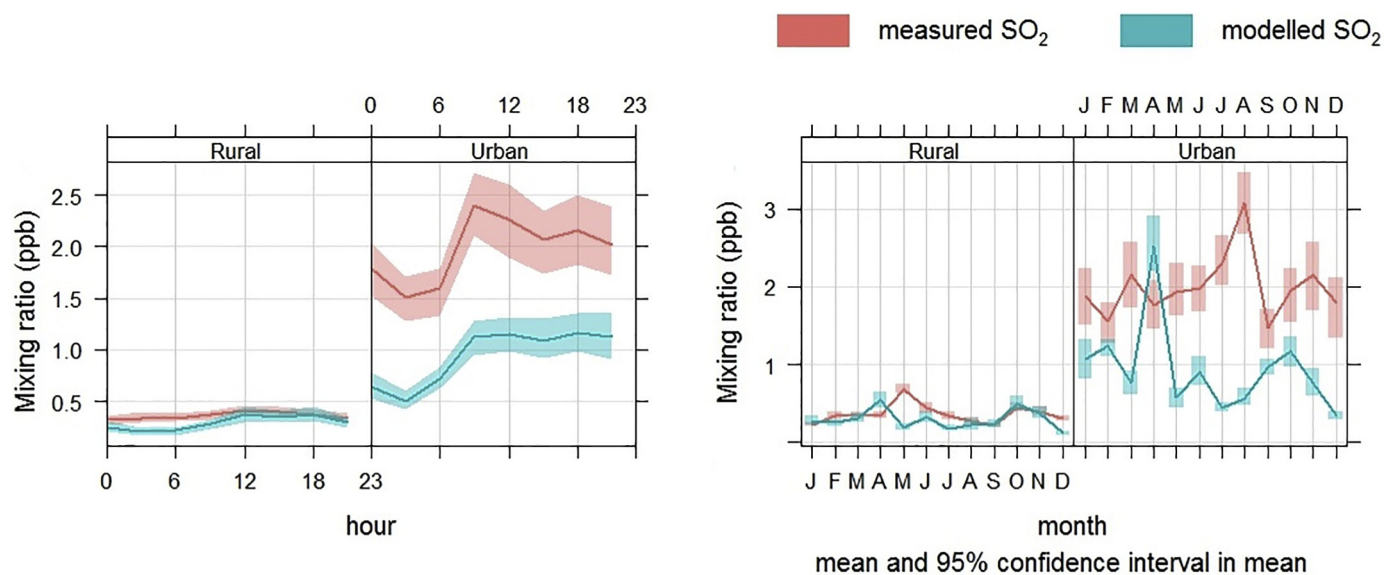 measured SO₂ modelled SO₂
0 6 12 18 23
Rural Urban
Mixing ratio (ppb)
2.5
2.0
1.5
1.0
0.5
0 6 12 18 23
hour
J F M A M J J A S O N D
Rural Urban
Mixing ratio (ppb)
3
2
1
J F M A M J J A S O N D
month
mean and 95% confidence interval in mean